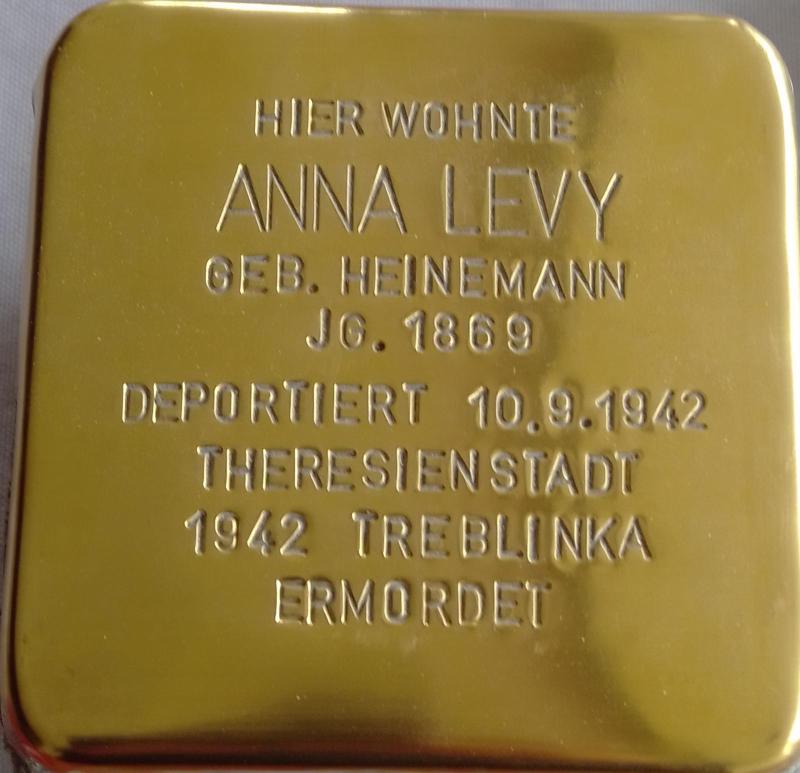 HIER WOHNTE
ANNA LEVY
GEB. HEINEMANN
JG. 1869
DEPORTIERT 10.9.1942
THERESIENSTADT
1942 TREBLINKA
ERMORDET